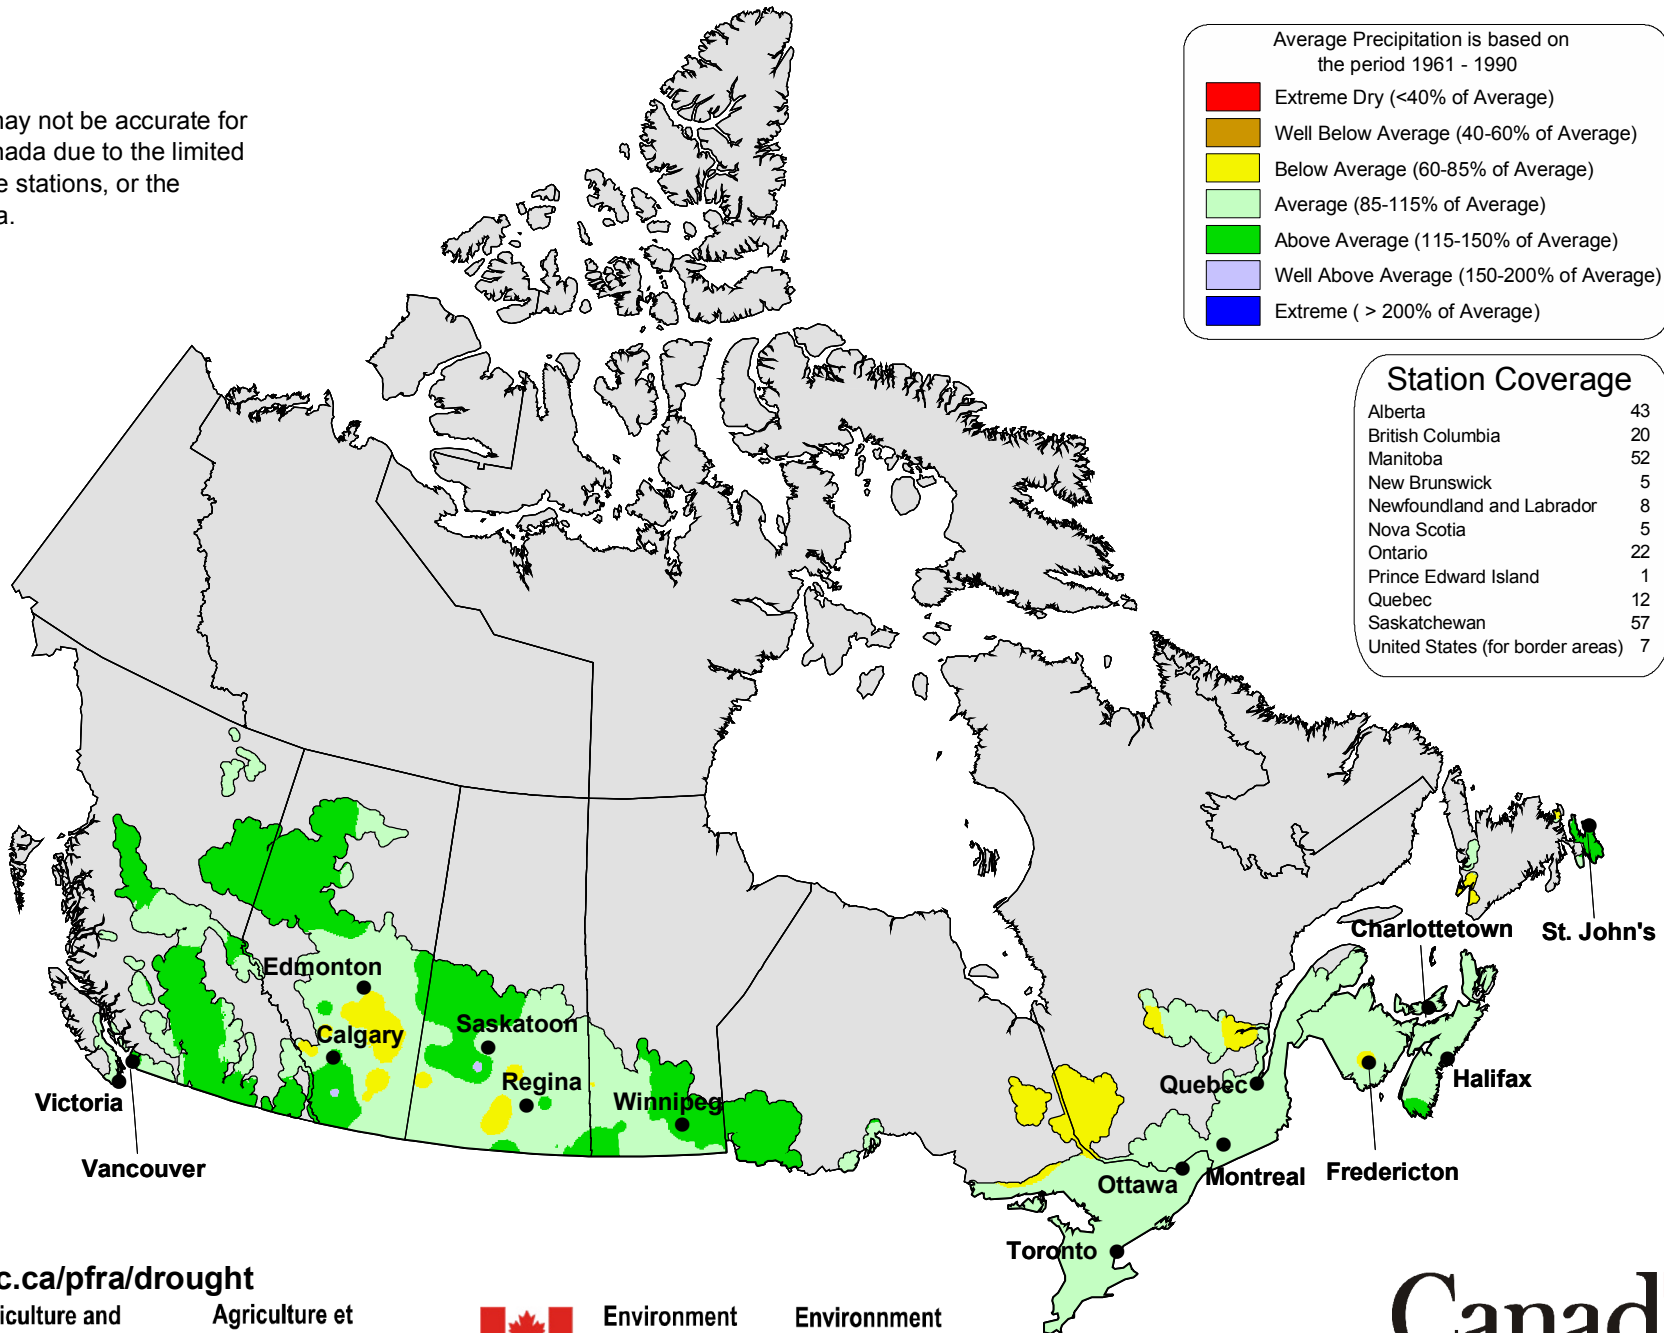 may not be accurate for
nada due to the limited
e stations, or the
a.
Average Precipitation is based on
the period 1961 - 1990
Extreme Dry (<40% of Average)
Well Below Average (40-60% of Average)
Below Average (60-85% of Average)
Average (85-115% of Average)
Above Average (115-150% of Average)
Well Above Average (150-200% of Average)
Extreme ( > 200% of Average)
Station Coverage
Alberta 43
British Columbia 20
Manitoba 52
New Brunswick 5
Newfoundland and Labrador 8
Nova Scotia 5
Ontario 22
Prince Edward Island 1
Quebec 12
Saskatchewan 57
United States (for border areas) 7
Charlottetown
St. John's
Edmonton
Calgary
Saskatoon
Regina
Winnipeg
Victoria
Vancouver
Quebec
Halifax
Fredericton
Montreal
Ottawa
Toronto
c.ca/pfra/drought
iculture and
Agriculture et
Environment
Environnment
Canad